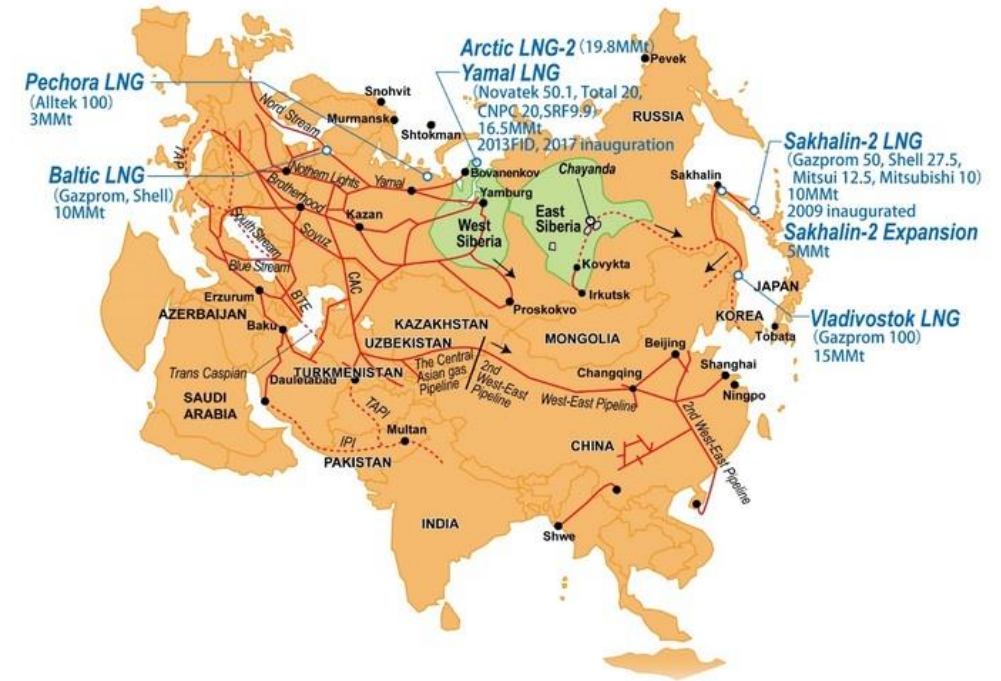 Arctic LNG-2 (19.8MMt)
Pevek
Yamal LNG
(Novatek 50.1, Total 20,
CNPC 20,SRF9.9)
16.5MMt
2013FID, 2017 inauguration
Pechora LNG
(Alltek 100)
3MMt
Snohvit
Murmansk
Shtokman
Nord Stream
RUSSIA
Sakhalin-2 LNG
(Gazprom 50, Shell 27.5,
Mitsui 12.5, Mitsubishi 10)
10MMt
2009 inaugurated
Sakhalin-2 Expansion
5MMt
TAP
Baltic LNG
(Gazprom, Shell)
10MMt
Nothern Lights
Brotherhood
Yamal
Bovanenkov
Yamburg
Chayanda
Sakhalin
Kazan
West
Siberia
East
Siberia
South Stream
Soyuz
Blue Stream
CAC
BTE
Kovykta
Irkutsk
Proskokvo
Erzurum
AZERBAIJAN
Baku
KAZAKHSTAN
UZBEKISTAN
MONGOLIA
JAPAN
KOREA
Tobata
Vladivostok LNG
(Gazprom 100)
15MMt
Beijing
Trans Caspian
Dauletabad
TURKMENISTAN
The Central
Asian gas
Pipeline
2nd
West-East
Pipeline
Changqing
West-East Pipeline
Shanghai
Ningpo
SAUDI
ARABIA
TAPI
Multan
IPI
PAKISTAN
CHINA
2nd West-East Pipeline
INDIA
Shwe